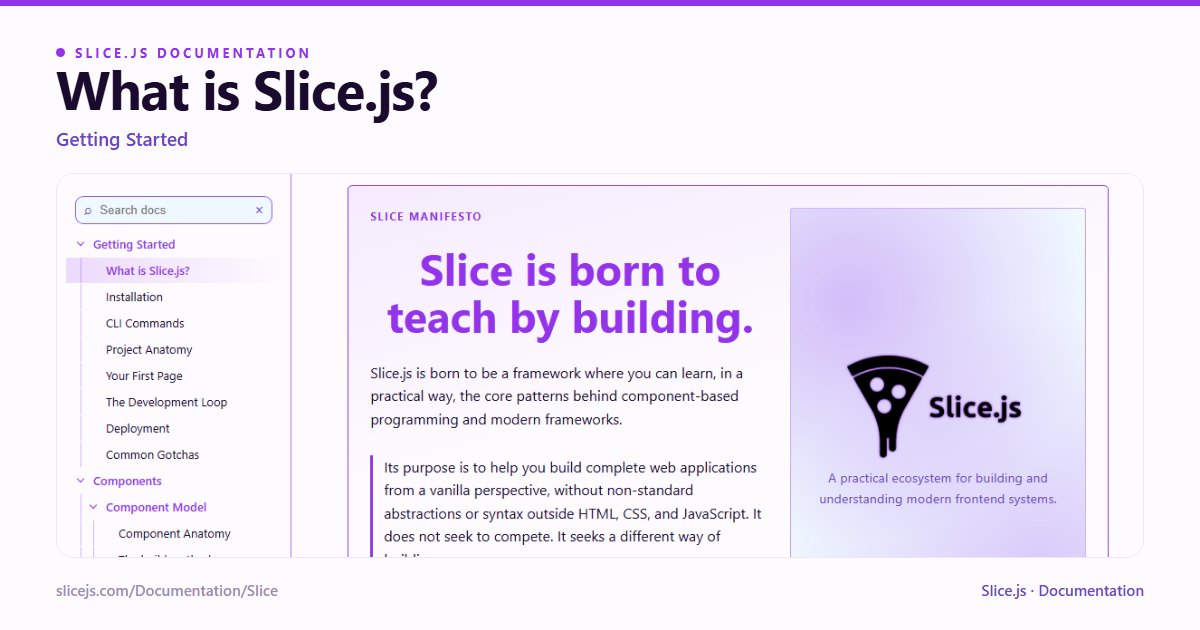 SLICE.JS DOCUMENTATION
What is Slice.js?
Getting Started
Search docs
Getting Started
What is Slice.js?
Installation
CLI Commands
Project Anatomy
Your First Page
The Development Loop
Deployment
Common Gotchas
Components
Component Model
Component Anatomy
SLICE MANIFESTO
Slice is born to
teach by building.
Slice.js is born to be a framework where you can learn, in a
practical way, the core patterns behind component-based
programming and modern frameworks.
Its purpose is to help you build complete web applications
from a vanilla perspective, without non-standard
abstractions or syntax outside HTML, CSS, and JavaScript. It
does not seek to compete. It seeks a different way of
Slice.js
A practical ecosystem for building and
understanding modern frontend systems.
slicejs.com/Documentation/Slice
Slice.js · Documentation